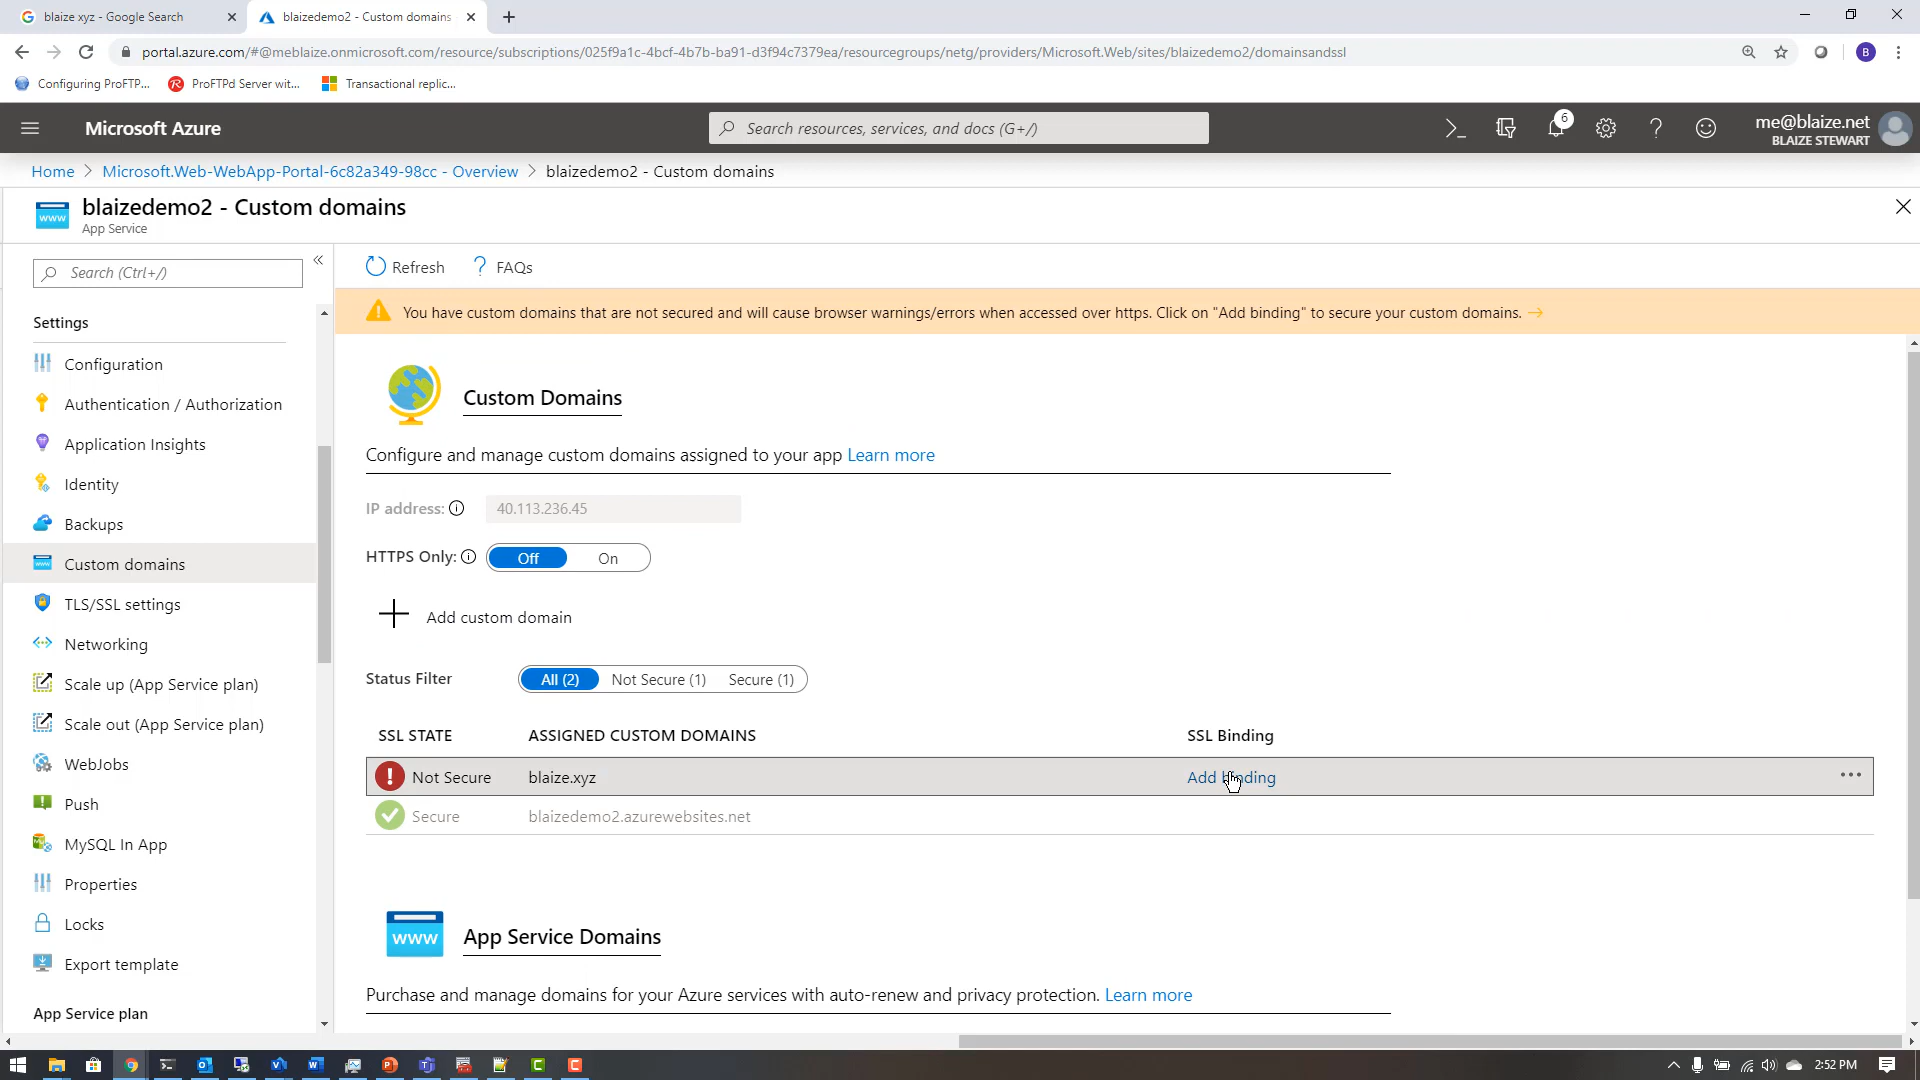 blaize xyz - Google Search
blaizedemo2 - Custom domains
portal.azure.com/#@meblaize.onmicrosoft.com/resource/subscriptions/025f9a1c-4bcf-4b7b-ba91-d3f94c7379ea/resourcegroups/netg/providers/Microsoft.Web/sites/blaizedemo2/domainsandssl
B
Configuring ProFTP... ProFTPd Server wit... Transactional replic...
Microsoft Azure
Search resources, services, and docs (G+/)
6
me@blaize.net
BLAIZE STEWART
Home > Microsoft.Web-WebApp-Portal-6c82a349-98cc - Overview > blaizedemo2 - Custom domains
www
blaizedemo2 - Custom domains
App Service
Search (Ctrl+/)
Settings
Configuration
Authentication / Authorization
Application Insights
Identity
Backups
Custom domains
TLS/SSL settings
Networking
Scale up (App Service plan)
Scale out (App Service plan)
WebJobs
Push
MySQL In App
Properties
Locks
Export template
App Service plan
Refresh
FAQs
You have custom domains that are not secured and will cause browser warnings/errors when accessed over https. Click on "Add binding" to secure your custom domains.
Custom Domains
Configure and manage custom domains assigned to your app Learn more
IP address: 40.113.236.45
HTTPS Only: Off On
Add custom domain
Status Filter All (2) Not Secure (1) Secure (1)
SSL STATE ASSIGNED CUSTOM DOMAINS SSL Binding
Not Secure blaize.xyz Add binding
Secure blaizedemo2.azurewebsites.net
www
App Service Domains
Purchase and manage domains for your Azure services with auto-renew and privacy protection. Learn more
2:52 PM